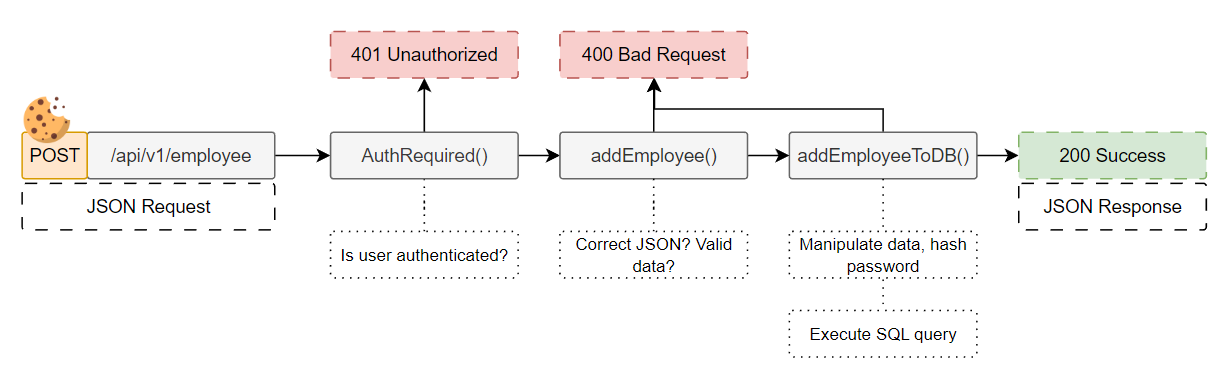 401 Unauthorized
400 Bad Request
POST
/api/v1/employee
AuthRequired()
addEmployee()
addEmployeeToDB()
200 Success
JSON Request
JSON Response
Is user authenticated?
Correct JSON? Valid
data?
Manipulate data, hash
password
Execute SQL query